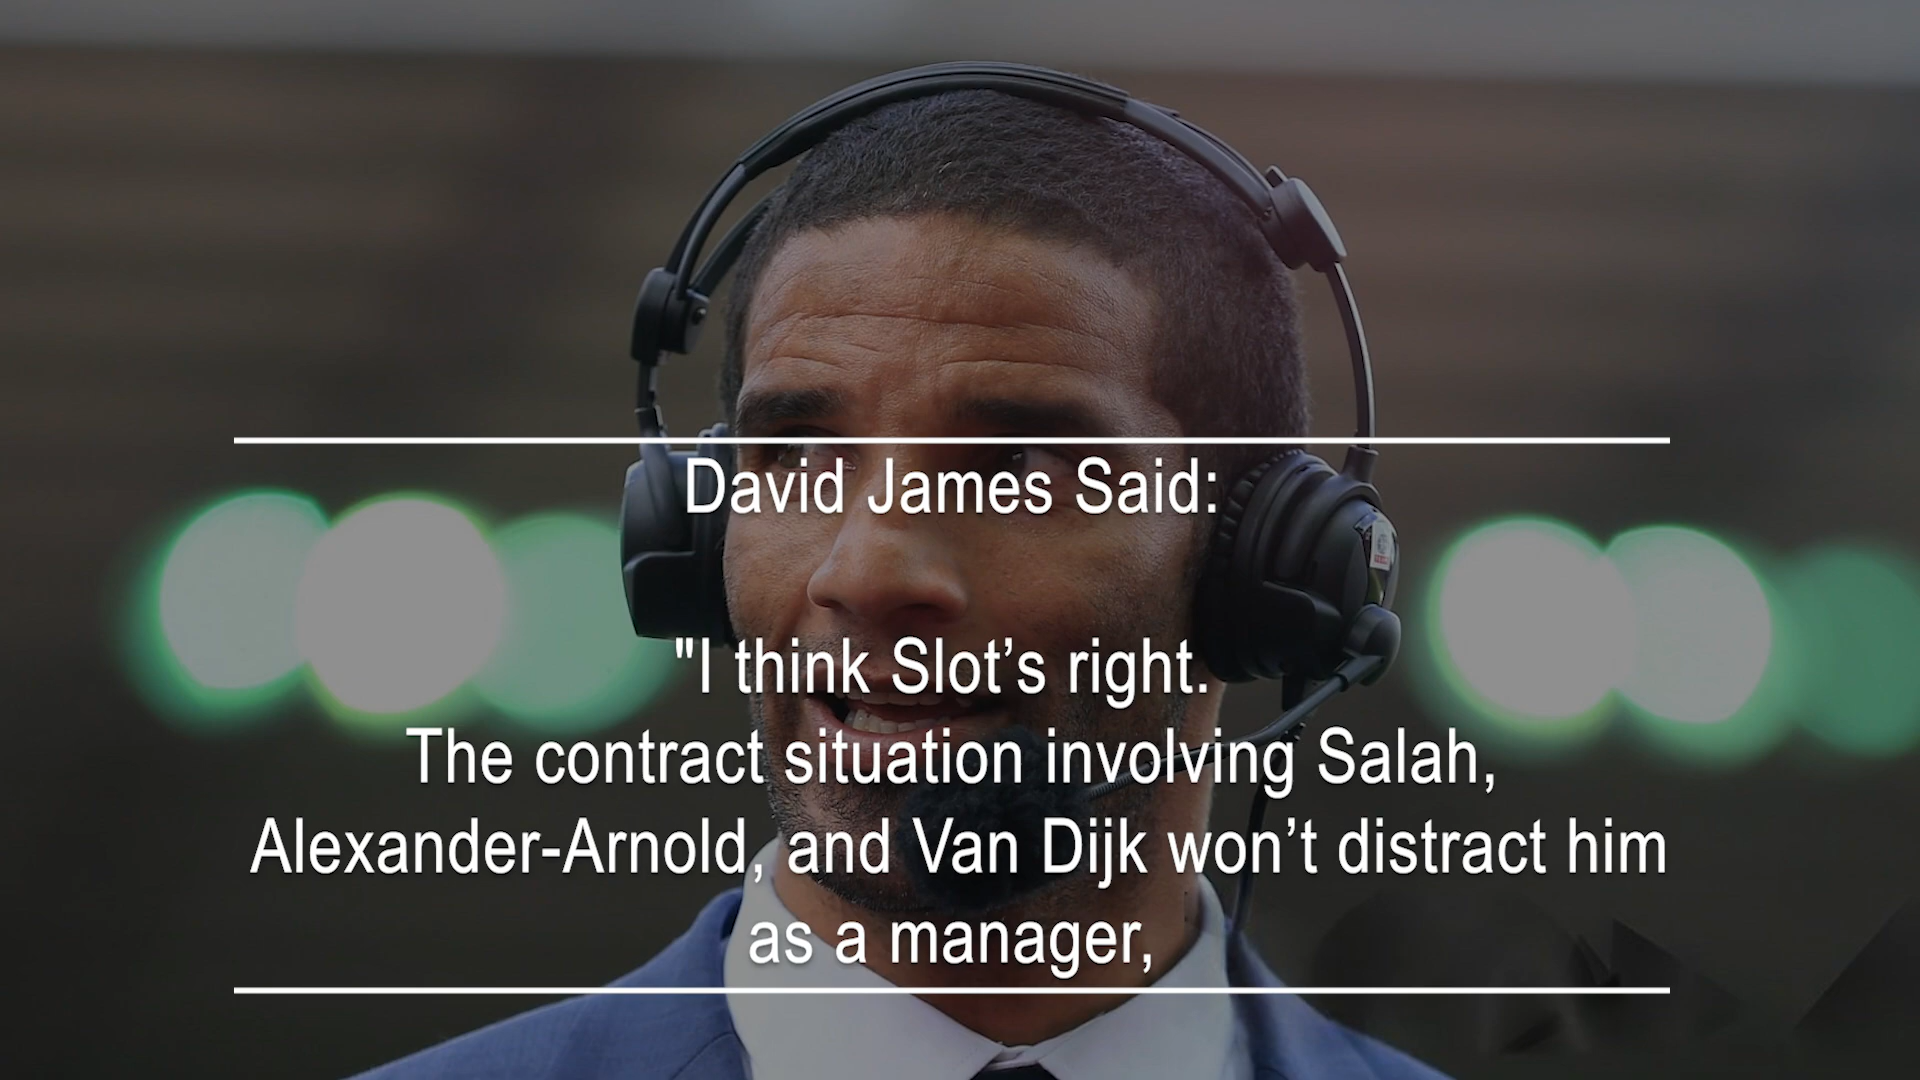 David James Said:
"I think Slot’s right.
The contract situation involving Salah,
Alexander-Arnold, and Van Dijk won’t distract him
as a manager,